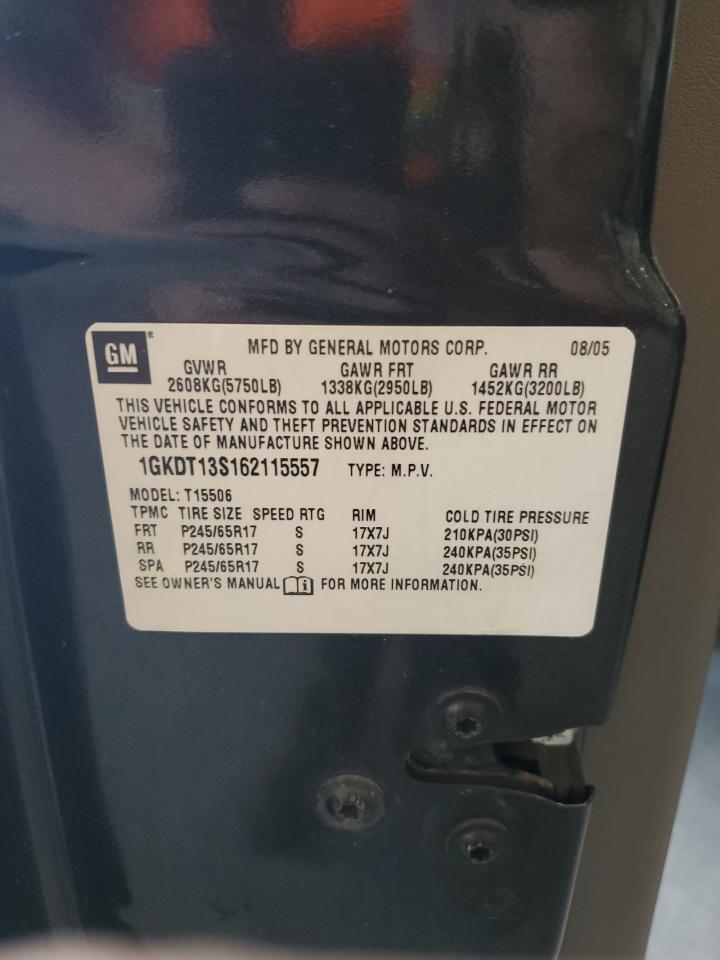 GM ® MFD BY GENERAL MOTORS CORP. 08/05
GVWR GAWR FRT GAWR RR
2608KG(5750LB) 1338KG(2950LB) 1452KG(3200LB)
THIS VEHICLE CONFORMS TO ALL APPLICABLE U.S. FEDERAL MOTOR
VEHICLE SAFETY AND THEFT PREVENTION STANDARDS IN EFFECT ON
THE DATE OF MANUFACTURE SHOWN ABOVE.
1GKDT13S162115557 TYPE: M.P.V.
MODEL: T15506
TPMC TIRE SIZE SPEED RTG RIM COLD TIRE PRESSURE
FRT P245/65R17 S 17X7J 210KPA(30PSI)
RR P245/65R17 S 17X7J 240KPA(35PSI)
SPA P245/65R17 S 17X7J 240KPA(35PSI)
SEE OWNER'S MANUAL i FOR MORE INFORMATION.